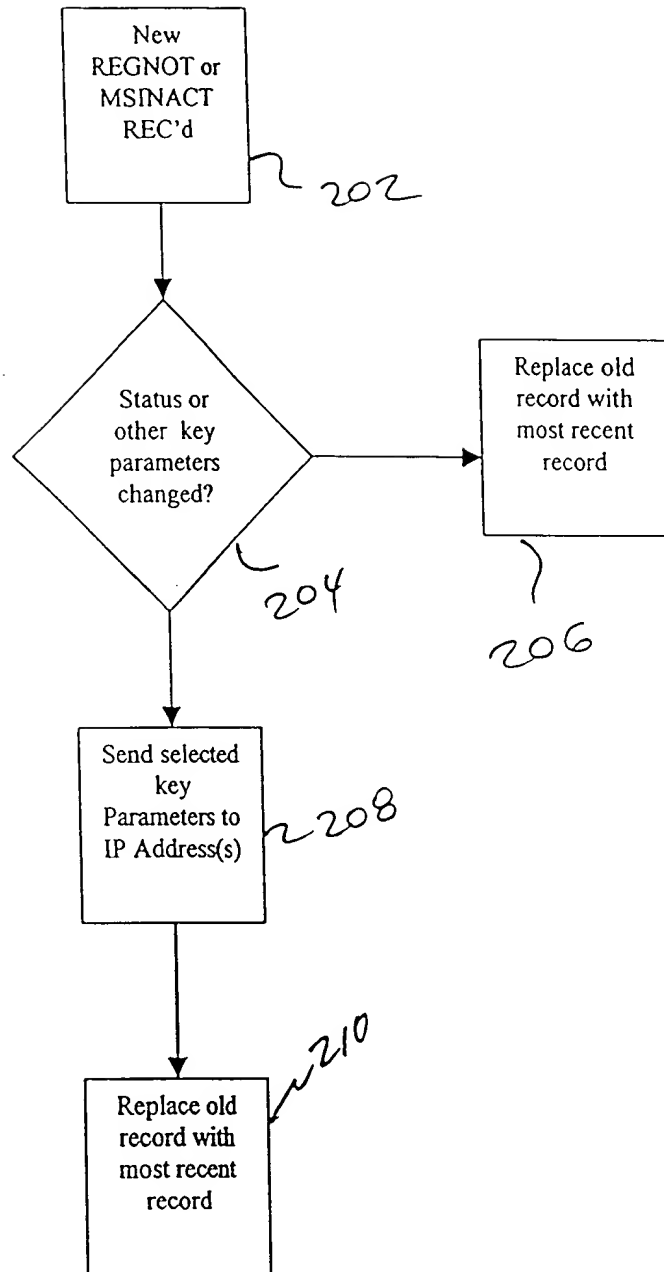 New
REGNOT or
MSINACT
REC'd
202
Status or
other key
parameters
changed?
204
Replace old
record with
most recent
record
206
Send selected
key
Parameters to
IP Address(s)
208
210
Replace old
record with
most recent
record